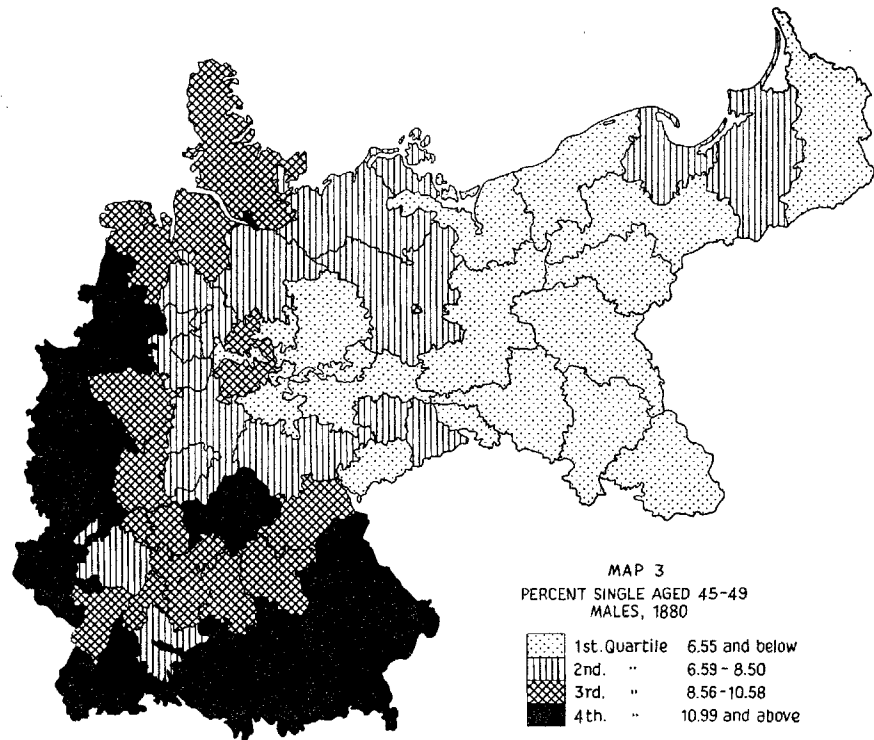 MAP 3
PERCENT SINGLE AGED 45-49
MALES, 1880
1st. Quartile 6.55 and below
2nd. " 6.59 - 8.50
3rd. " 8.56 - 10.58
4th. " 10.99 and above